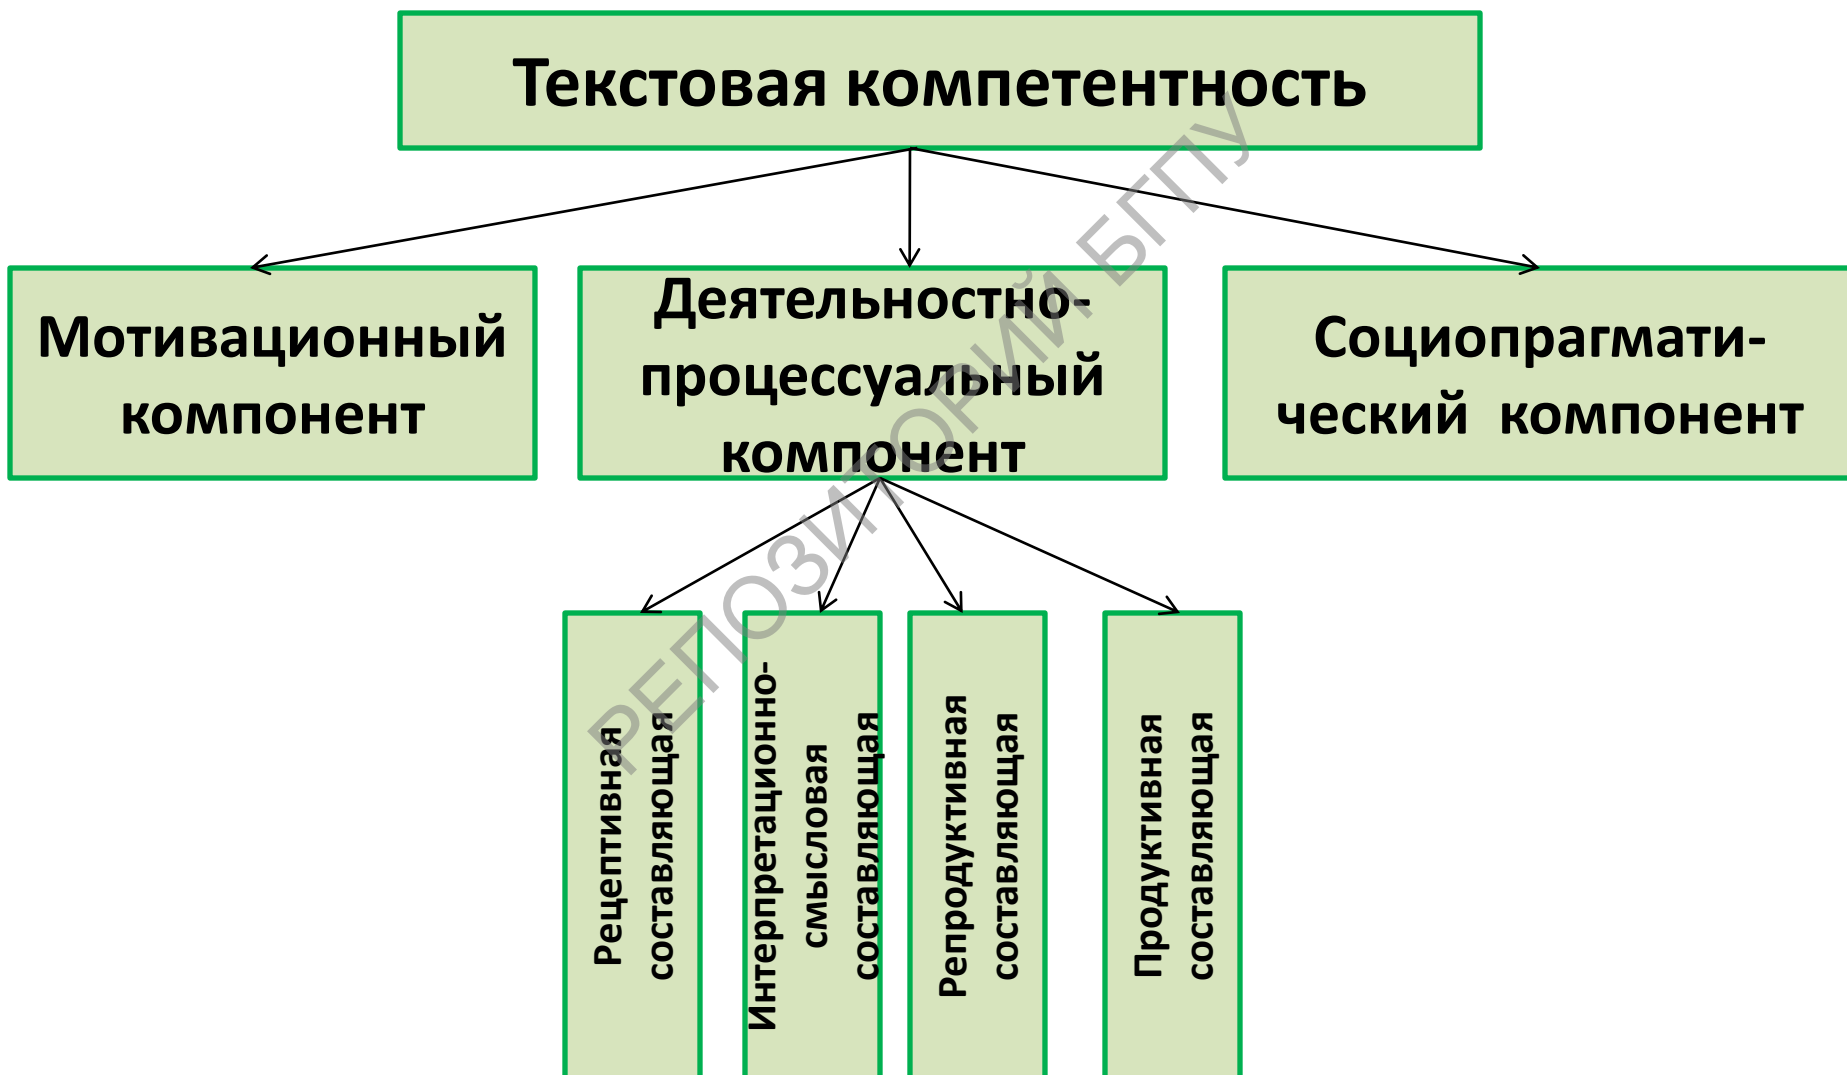 Текстовая компетентность
Мотивационный
компонент
Деятельностно-
процессуальный
компонент
Социопрагмати-
ческий компонент
Рецептивная
составляющая
Интерпретационно-
смысловая
составляющая
Репродуктивная
составляющая
Продуктивная
составляющая
РЕПОЗИТОРИЙ БГПУ